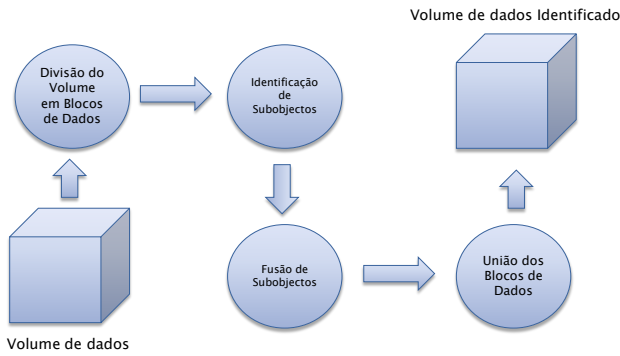 Volume de dados Identificado
Divisão do
Volume
em Blocos
de Dados
Identificação
de
Subobjectos
Fusão de
Subobjectos
União dos
Blocos de
Dados
Volume de dados